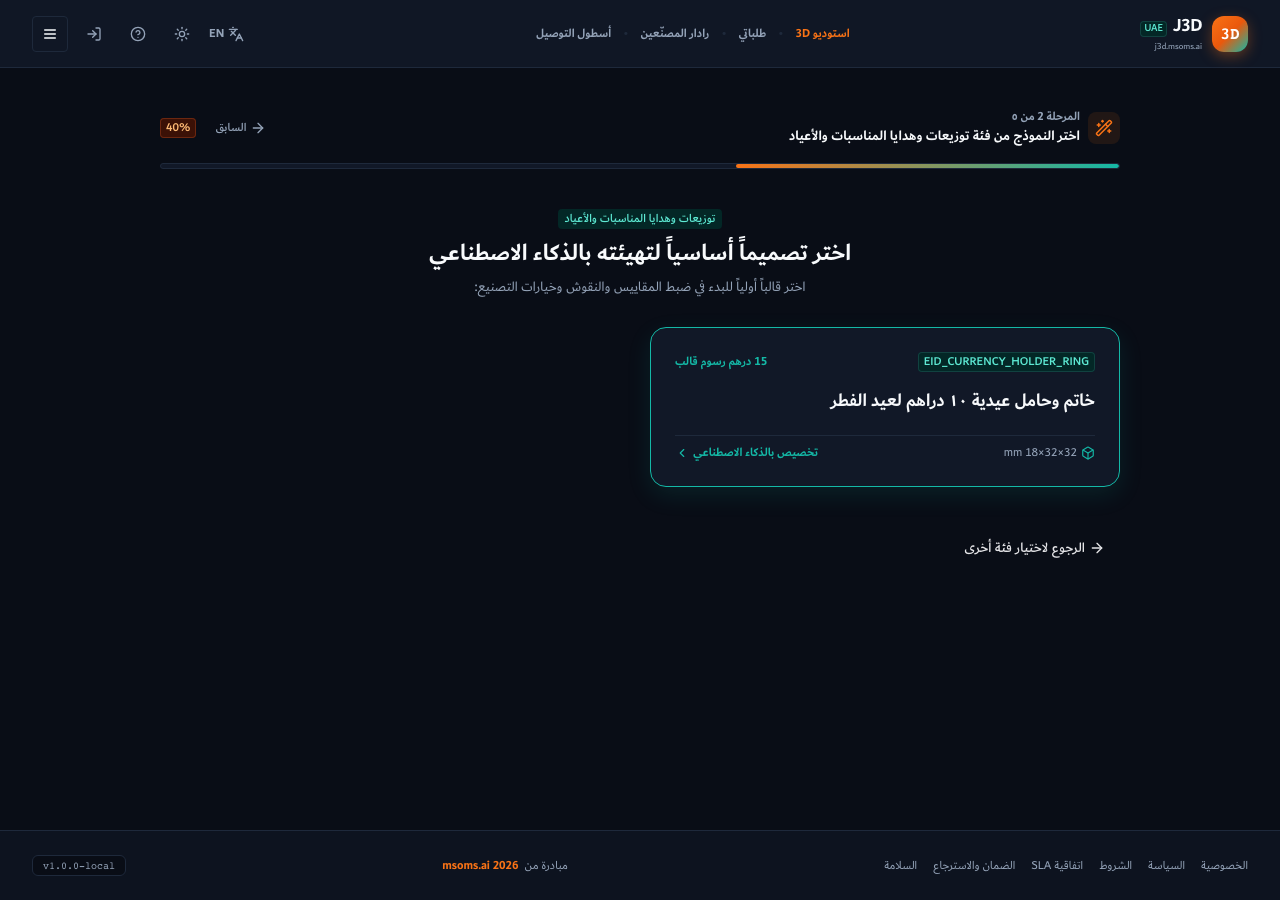 3D
J3D UAE
j3d.msoms.ai
استوديو 3D • طلباتي • رادار المصنّعين • أسطول التوصيل
EN
المرحلة 2 من ٥
اختر النموذج من فئة توزيعات وهدايا المناسبات والأعياد
السابق
40%
توزيعات وهدايا المناسبات والأعياد
اختر تصميماً أساسياً لتهيئته بالذكاء الاصطناعي
اختر قالباً أولياً للبدء في ضبط المقاييس والنقوش وخيارات التصنيع:
EID_CURRENCY_HOLDER_RING
15 درهم رسوم قالب
خاتم وحامل عيدية ١٠ دراهم لعيد الفطر
32×32×18 mm
تخصيص بالذكاء الاصطناعي
الرجوع لاختيار فئة أخرى
الخصوصية السياسة الشروط اتفاقية SLA الضمان والاسترجاع السلامة
مبادرة من msoms.ai 2026
v1.0.0-local